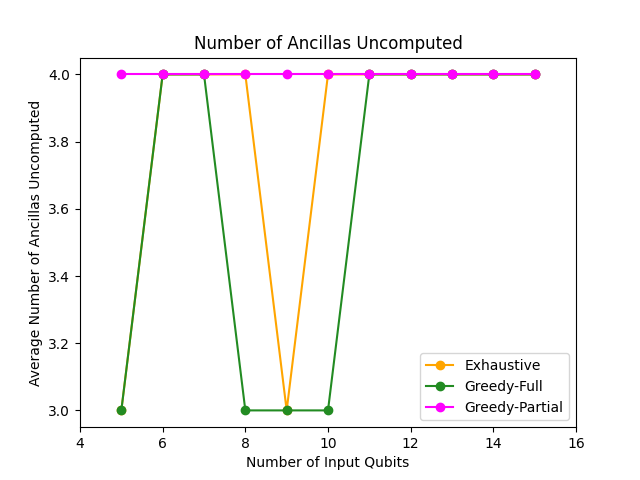 Number of Ancillas Uncomputed
Average Number of Ancillas Uncomputed
4.0
3.8
3.6
3.4
3.2
3.0
4
6
8
10
12
14
16
Number of Input Qubits
Exhaustive
Greedy-Full
Greedy-Partial